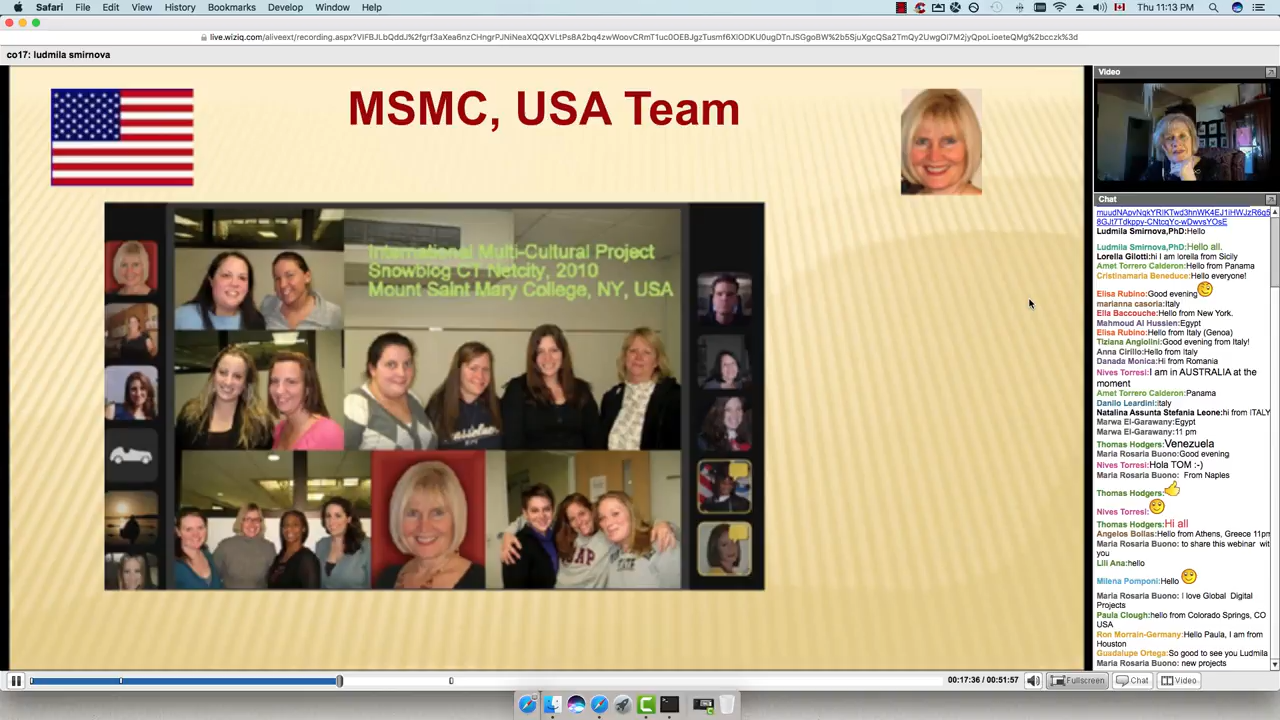 Safari File Edit View History Bookmarks Develop Window Help
Thu 11:13 PM
co17: ludmila smirnova
MSMC, USA Team
International Multi-Cultural Project
Snowblog CT Netcity, 2010
Mount Saint Mary College, NY, USA
Video
Chat
Ludmila Smirnova,PhD:Hello
Ludmila Smirnova,PhD:Hello all.
Lorella Gilotti:hi I am lorella from Sicily
Amet Torrero Calderon:Hello from Panama
Cristinamaria Beneduce:Hello everyone!
Elisa Rubino:Good evening
marianna casoria:Italy
Ella Baccouche:Hello from New York.
Mahmoud Al Hussien:Egypt
Elisa Rubino:Hello from Italy (Genoa)
Tiziana Angiolini:Good evening from Italy!
Anna Cirillo:Hello from Italy
Danada Monica:Hi from Romania
Nives Torresi:I am in AUSTRALIA at the
moment
Amet Torrero Calderon:Panama
Danilo Leardini:italy
Natalina Assunta Stefania Leone:hi from ITALY
Marwa El-Garawany:Egypt
Marwa El-Garawany:11 pm
Thomas Hodgers:Venezuela
Maria Rosaria Buono:Good evening
Nives Torresi:Hola TOM :-)
Maria Rosaria Buono: From Naples
Thomas Hodgers:
Nives Torresi:
Thomas Hodgers:Hi all
Angelos Bollas:Hello from Athens, Greece 11pm
Maria Rosaria Buono: to share this webinar with
you
Lili Ana:hello
Milena Pomponi:Hello
Maria Rosaria Buono: I love Global Digital
Projects
Paula Clough:hello from Colorado Springs, CO
USA
Ron Morrain-Germany:Hello Paula, I am from
Houston
Guadalupe Ortega:So good to see you Ludmila
Maria Rosaria Buono: new projects
00:17:36 | 00:51:57
Fullscreen Chat Video